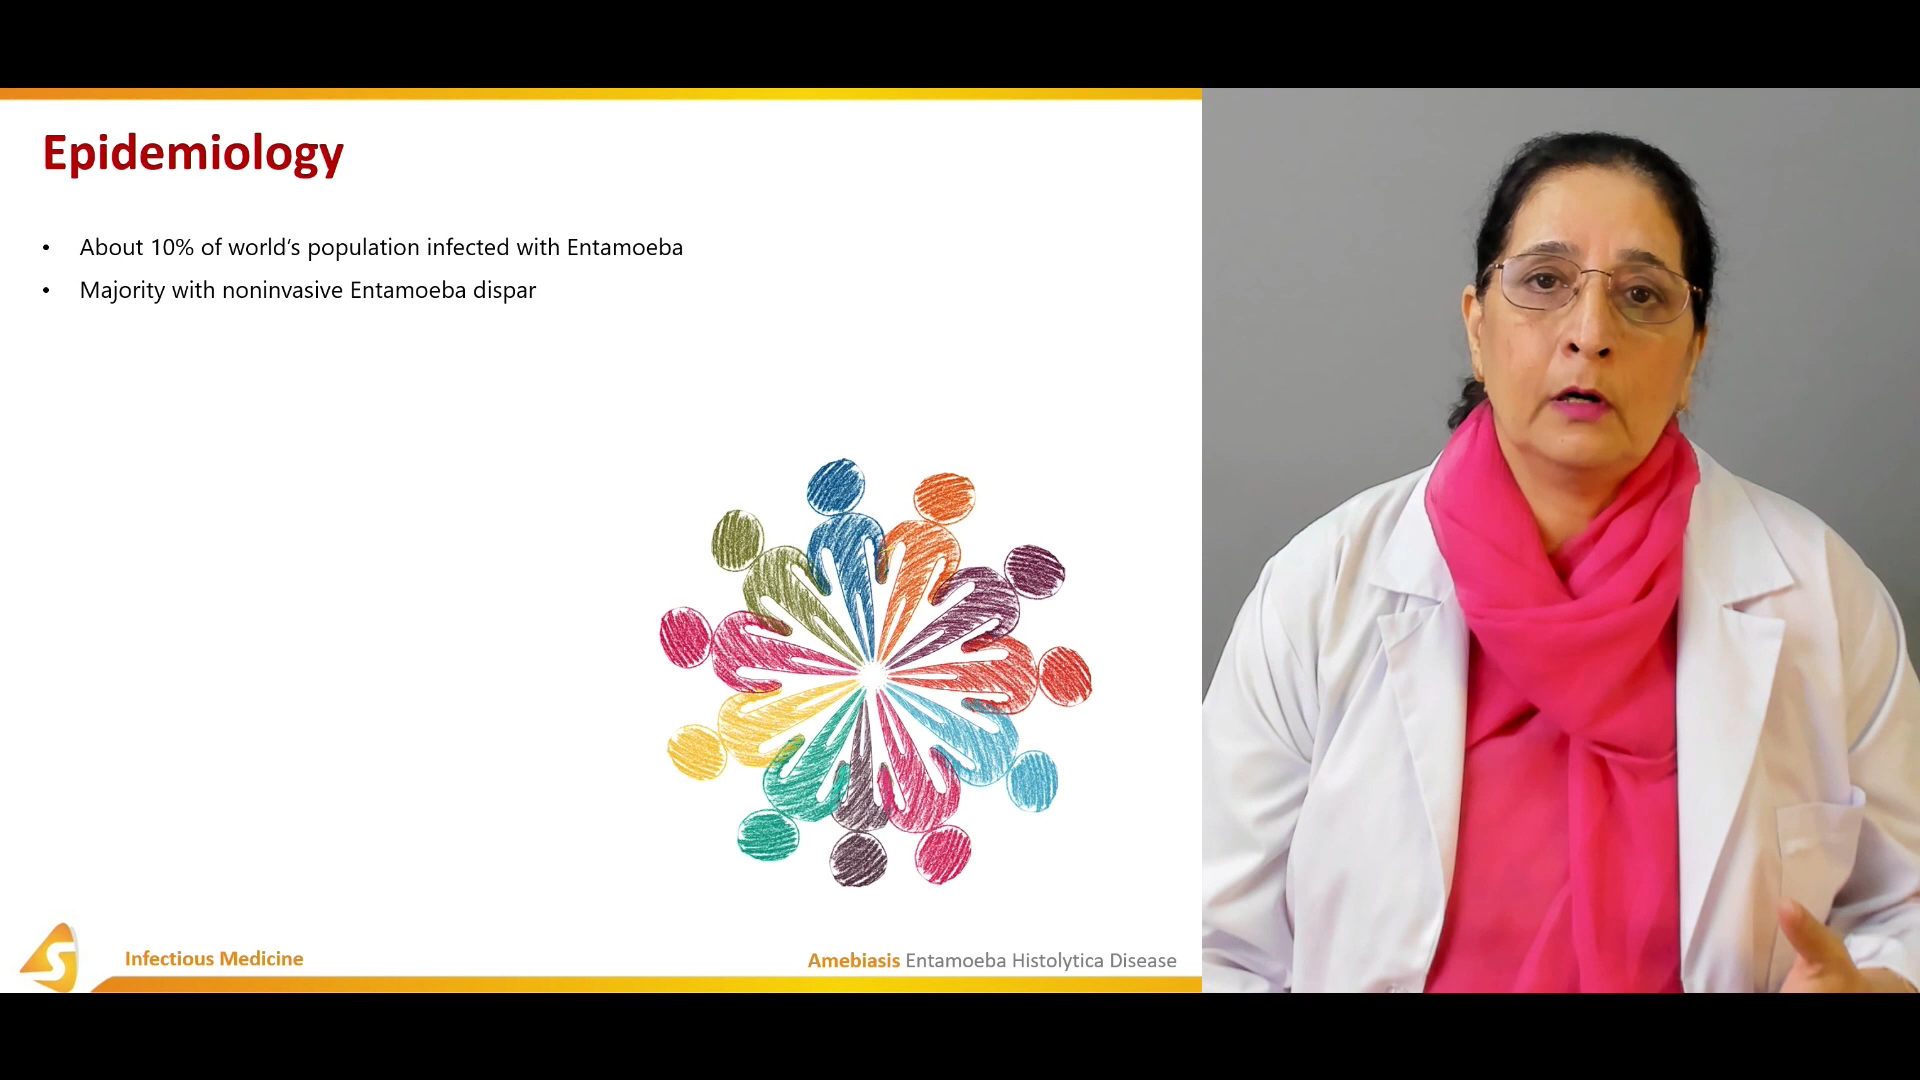 Epidemiology
• About 10% of world’s population infected with Entamoeba
• Majority with noninvasive Entamoeba dispar
S
Infectious Medicine
Amebiasis Entamoeba Histolytica Disease